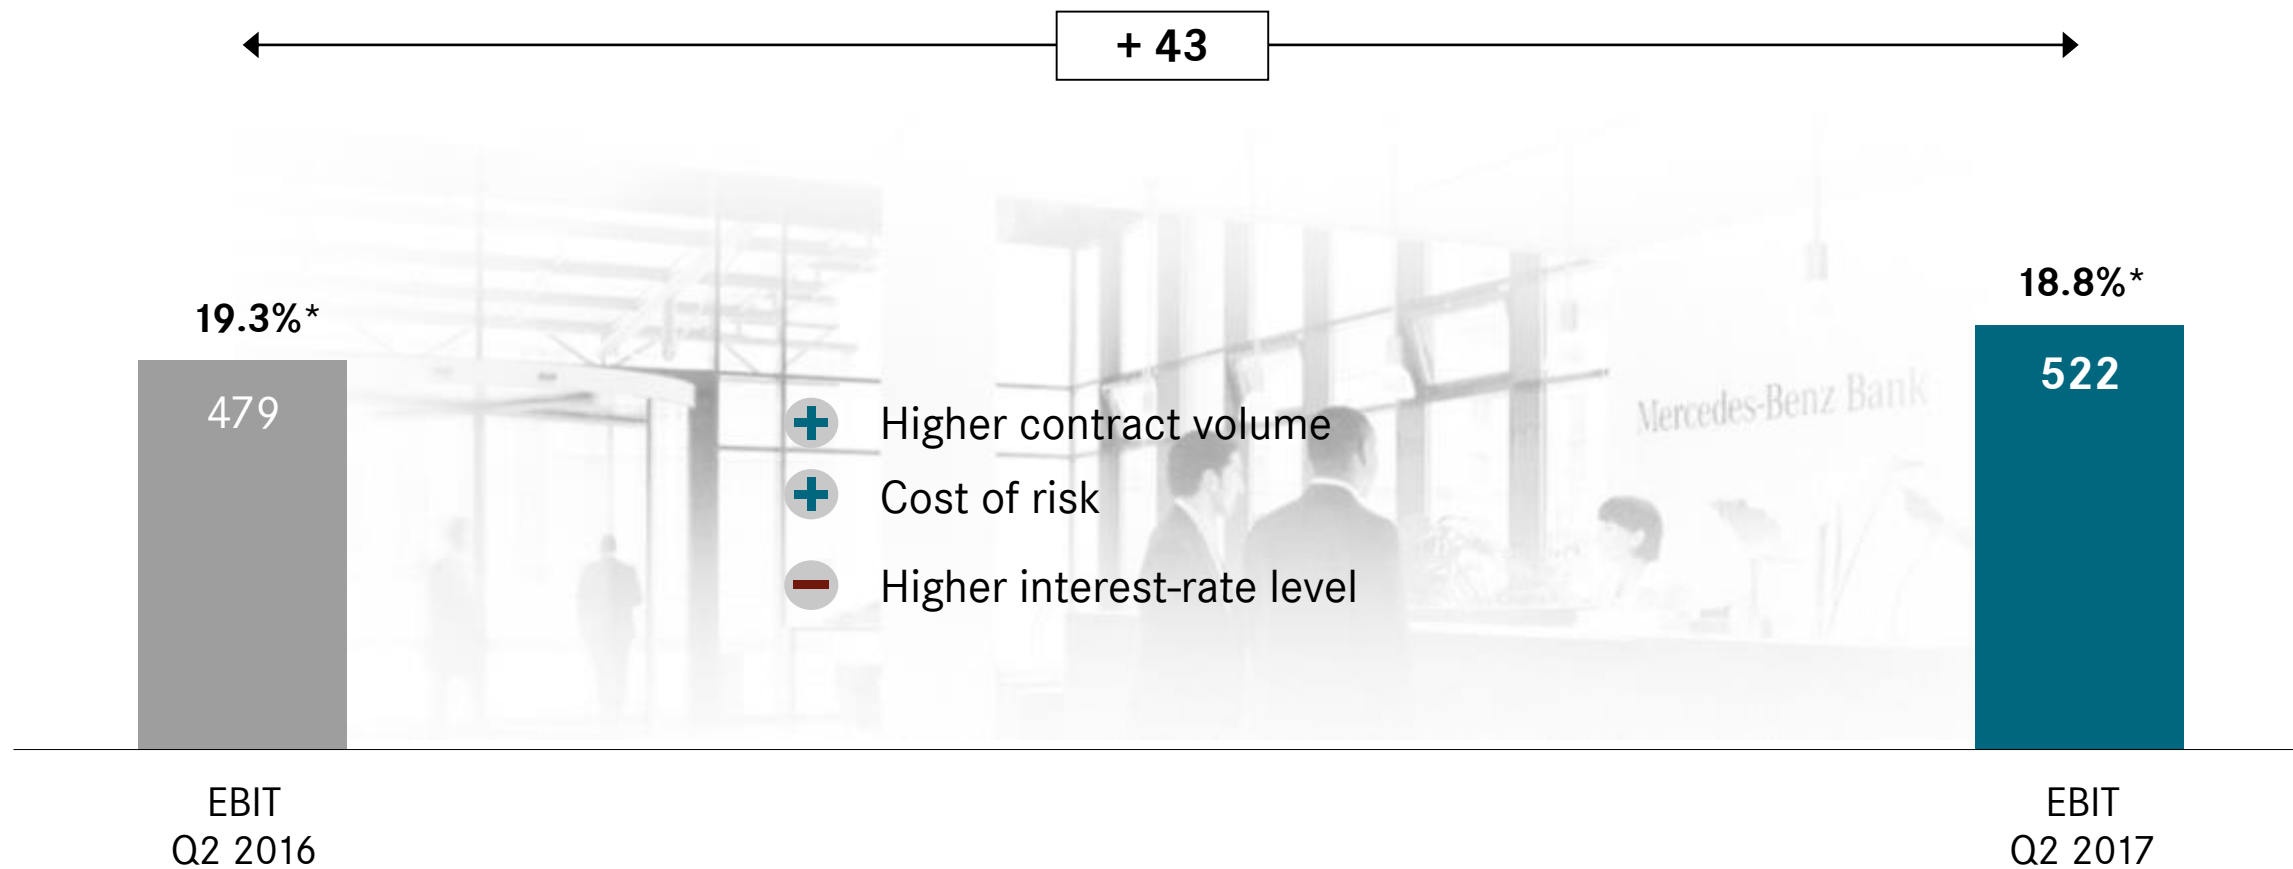 + 43
19.3%*
18.8%*
479
522
Mercedes-Benz Bank
+ Higher contract volume
+ Cost of risk
− Higher interest-rate level
EBIT
Q2 2016
EBIT
Q2 2017